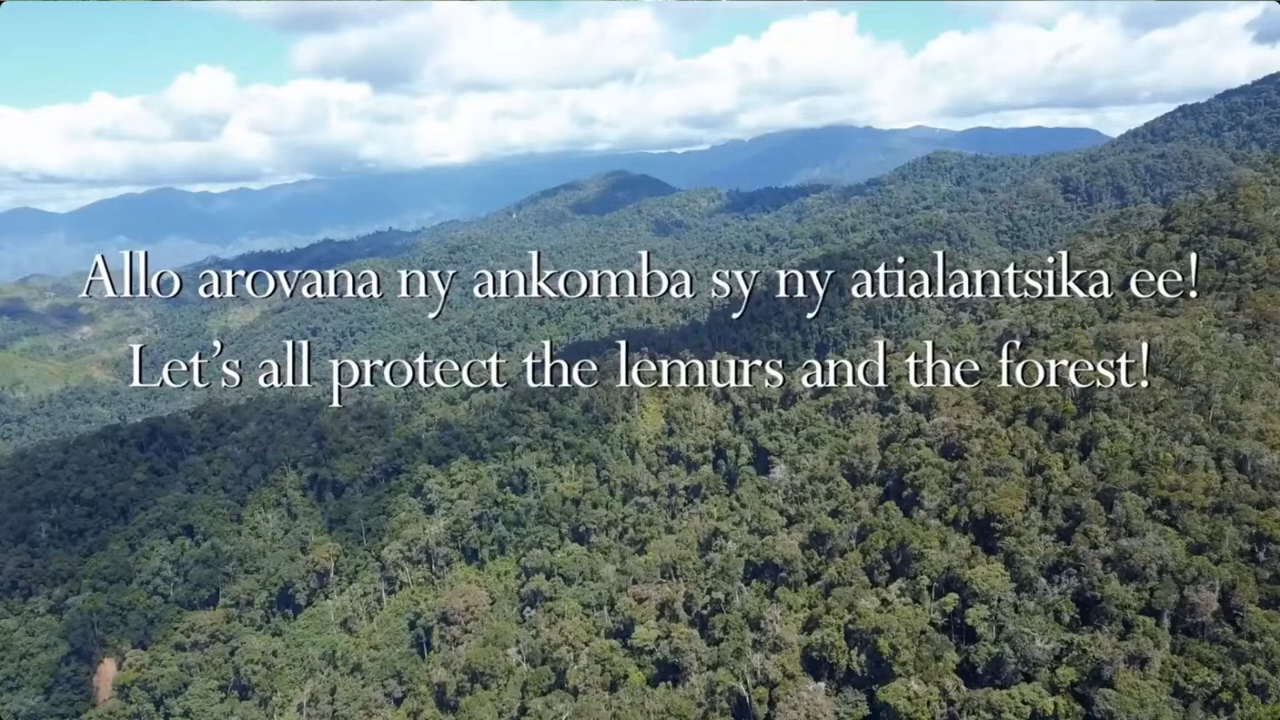 Allo arovana ny ankomba sy ny atialantsika ee!
Let's all protect the lemurs and the forest!